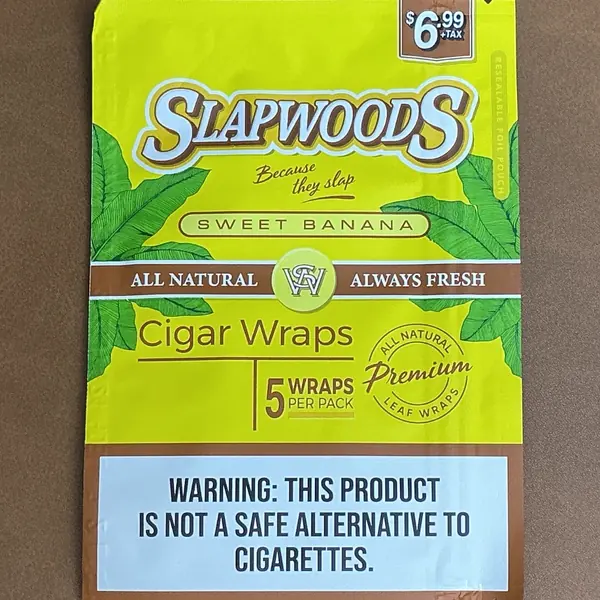 $6.99
+TAX
RESEALABLE FOIL POUCH
SLAPWOODS
Because
they slap
SWEET BANANA
ALL NATURAL SW ALWAYS FRESH
Cigar Wraps
5 WRAPS
PER PACK
ALL NATURAL
Premium
LEAF WRAPS
WARNING: THIS PRODUCT
IS NOT A SAFE ALTERNATIVE TO
CIGARETTES.